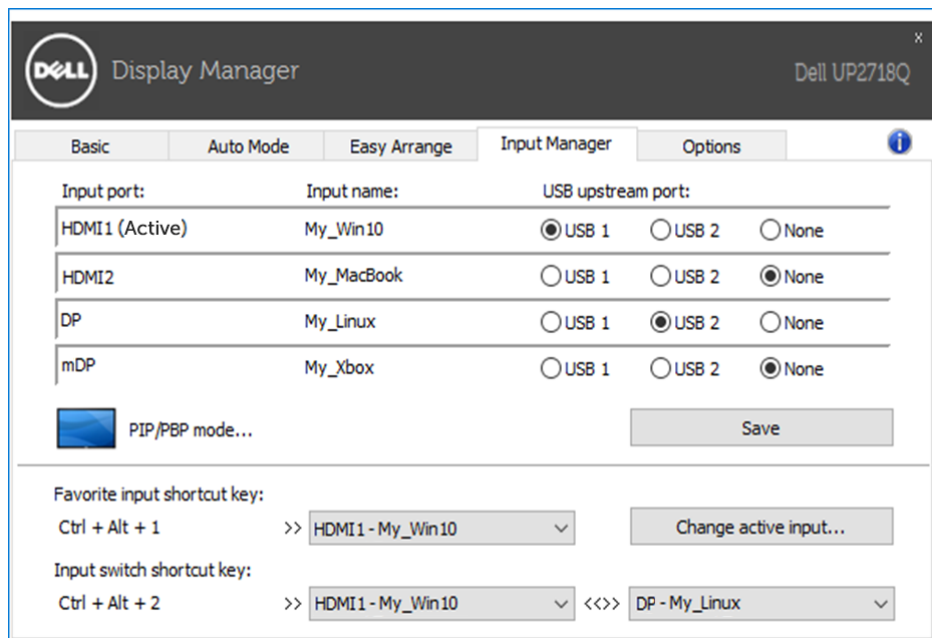 x
DELL Display Manager Dell UP2718Q
Basic Auto Mode Easy Arrange Input Manager Options i
Input port: Input name: USB upstream port:
HDMI1 (Active) My_Win10 USB 1 USB 2 None
HDMI2 My_MacBook USB 1 USB 2 None
DP My_Linux USB 1 USB 2 None
mDP My_Xbox USB 1 USB 2 None
PIP/PBP mode... Save
Favorite input shortcut key:
Ctrl + Alt + 1 >> HDMI1 - My_Win10 Change active input...
Input switch shortcut key:
Ctrl + Alt + 2 >> HDMI1 - My_Win10 <<>> DP - My_Linux